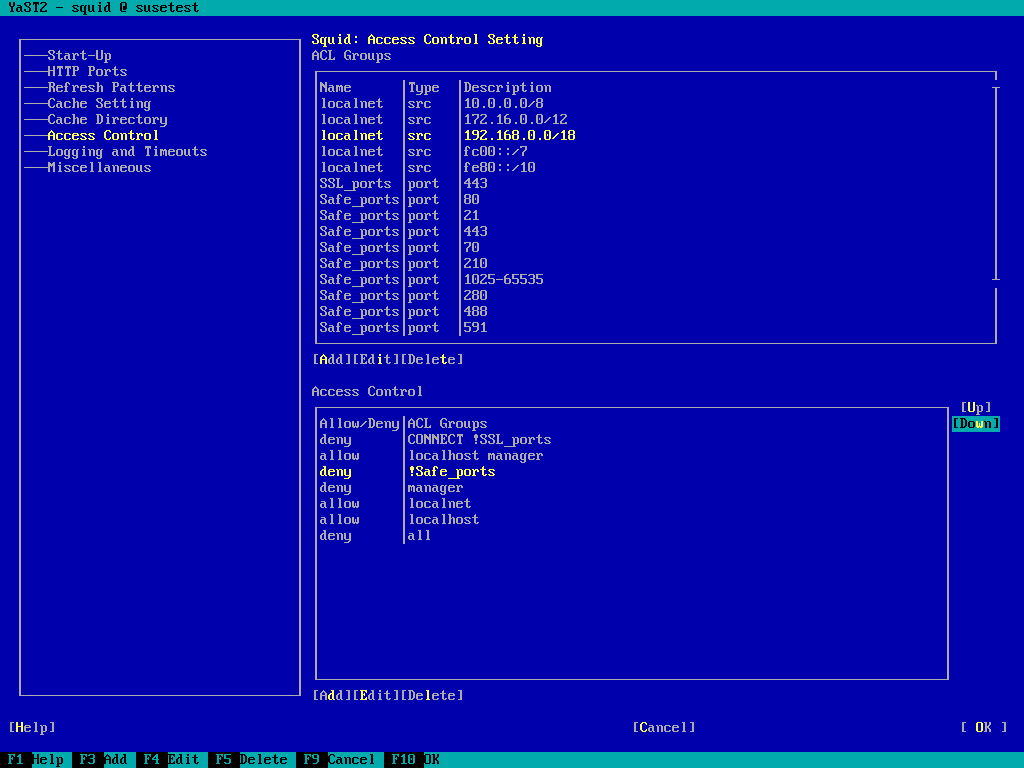 YaST2 - squid @ susetest
Start-Up
HTTP Ports
Refresh Patterns
Cache Setting
Cache Directory
Access Control
Logging and Timeouts
Miscellaneous
Squid: Access Control Setting
ACL Groups
Name Type Description
localnet src 10.0.0.0/8
localnet src 172.16.0.0/12
localnet src 192.168.0.0/18
localnet src fc00::/7
localnet src fe80::/10
SSL_ports port 443
Safe_ports port 80
Safe_ports port 21
Safe_ports port 443
Safe_ports port 70
Safe_ports port 210
Safe_ports port 1025-65535
Safe_ports port 280
Safe_ports port 488
Safe_ports port 591
[Add][Edit][Delete]
Access Control
Allow/Deny ACL Groups
deny CONNECT !SSL_ports
allow localhost manager
deny !Safe_ports
deny manager
allow localnet
allow localhost
deny all
[Up]
[Down]
[Add][Edit][Delete]
[Help] [Cancel] [ OK ]
F1 Help F3 Add F4 Edit F5 Delete F9 Cancel F10 OK